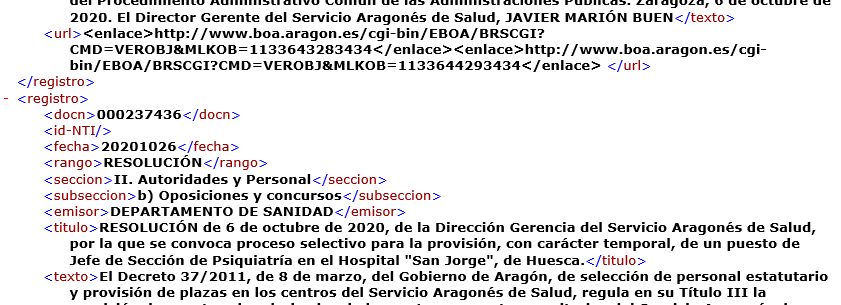 del Procedimiento Administrativo Común de las Administraciones Públicas. Zaragoza, 6 de octubre de
2020. El Director Gerente del Servicio Aragonés de Salud, JAVIER MARIÓN BUEN</texto>
<url><enlace>http://www.boa.aragon.es/cgi-bin/EBOA/BRSCGI?
CMD=VEROBJ&MLKOB=1133643283434</enlace><enlace>http://www.boa.aragon.es/cgi-
bin/EBOA/BRSCGI?CMD=VEROBJ&MLKOB=1133644293434</enlace> </url>
</registro>
- <registro>
<docn>000237436</docn>
<id-NTI/>
<fecha>20201026</fecha>
<rango>RESOLUCIÓN</rango>
<seccion>II. Autoridades y Personal</seccion>
<subseccion>b) Oposiciones y concursos</subseccion>
<emisor>DEPARTAMENTO DE SANIDAD</emisor>
<titulo>RESOLUCIÓN de 6 de octubre de 2020, de la Dirección Gerencia del Servicio Aragonés de Salud,
por la que se convoca proceso selectivo para la provisión, con carácter temporal, de un puesto de
Jefe de Sección de Psiquiatría en el Hospital "San Jorge", de Huesca.</titulo>
<texto>El Decreto 37/2011, de 8 de marzo, del Gobierno de Aragón, de selección de personal estatutario
y provisión de plazas en los centros del Servicio Aragonés de Salud, regula en su Título III la